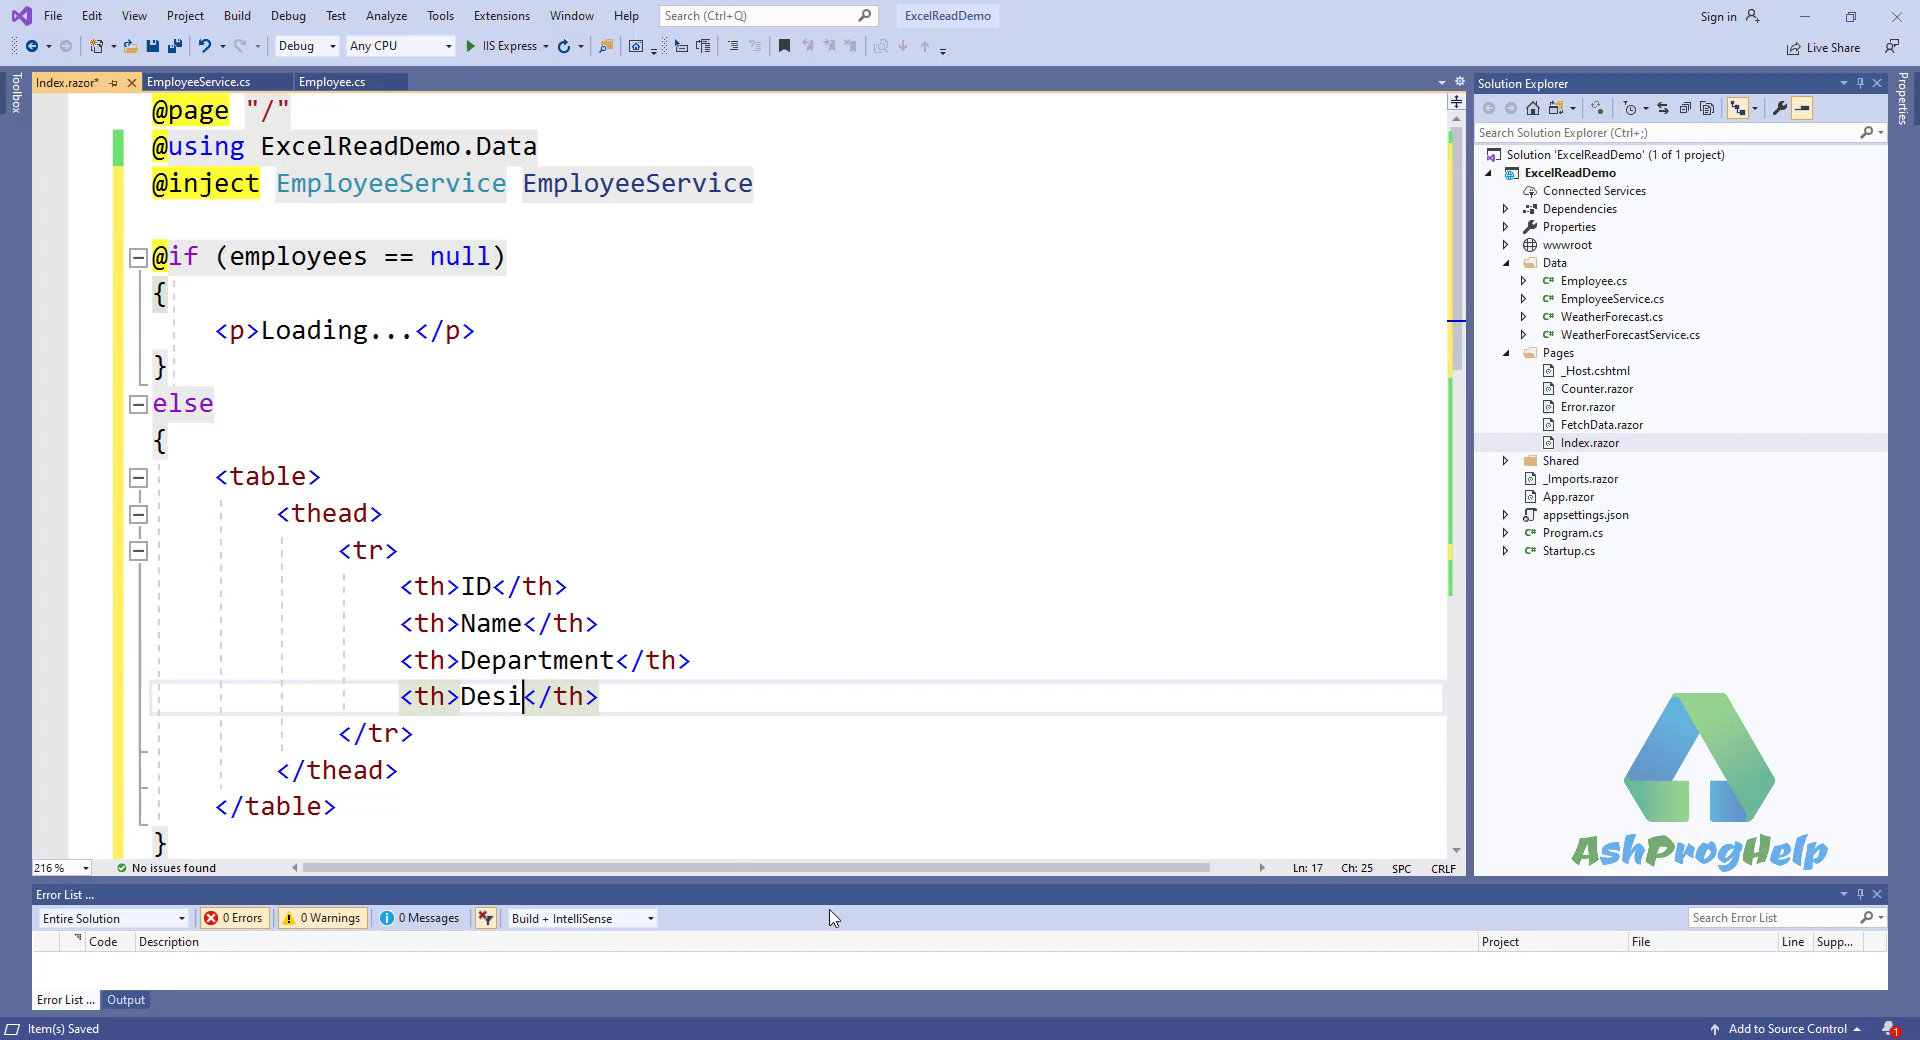 File Edit View Project Build Debug Test Analyze Tools Extensions Window Help Search (Ctrl+Q) ExcelReadDemo Sign in
Debug Any CPU IIS Express Live Share
Toolbox
Index.razor* EmployeeService.cs Employee.cs
@page "/"
@using ExcelReadDemo.Data
@inject EmployeeService EmployeeService
@if (employees == null)
{
<p>Loading...</p>
}
else
{
<table>
<thead>
<tr>
<th>ID</th>
<th>Name</th>
<th>Department</th>
<th>Desi</th>
</tr>
</thead>
</table>
}
216 % No issues found Ln: 17 Ch: 25 SPC CRLF
Solution Explorer
Properties
Search Solution Explorer (Ctrl+;)
Solution 'ExcelReadDemo' (1 of 1 project)
ExcelReadDemo
Connected Services
Dependencies
Properties
wwwroot
Data
C# Employee.cs
C# EmployeeService.cs
C# WeatherForecast.cs
C# WeatherForecastService.cs
Pages
_Host.cshtml
Counter.razor
Error.razor
FetchData.razor
Index.razor
Shared
_Imports.razor
App.razor
appsettings.json
C# Program.cs
C# Startup.cs
AshProgHelp
Error List ...
Entire Solution 0 Errors 0 Warnings 0 Messages Build + IntelliSense Search Error List
Code Description Project File Line Supp...
Error List ... Output
Item(s) Saved Add to Source Control 1